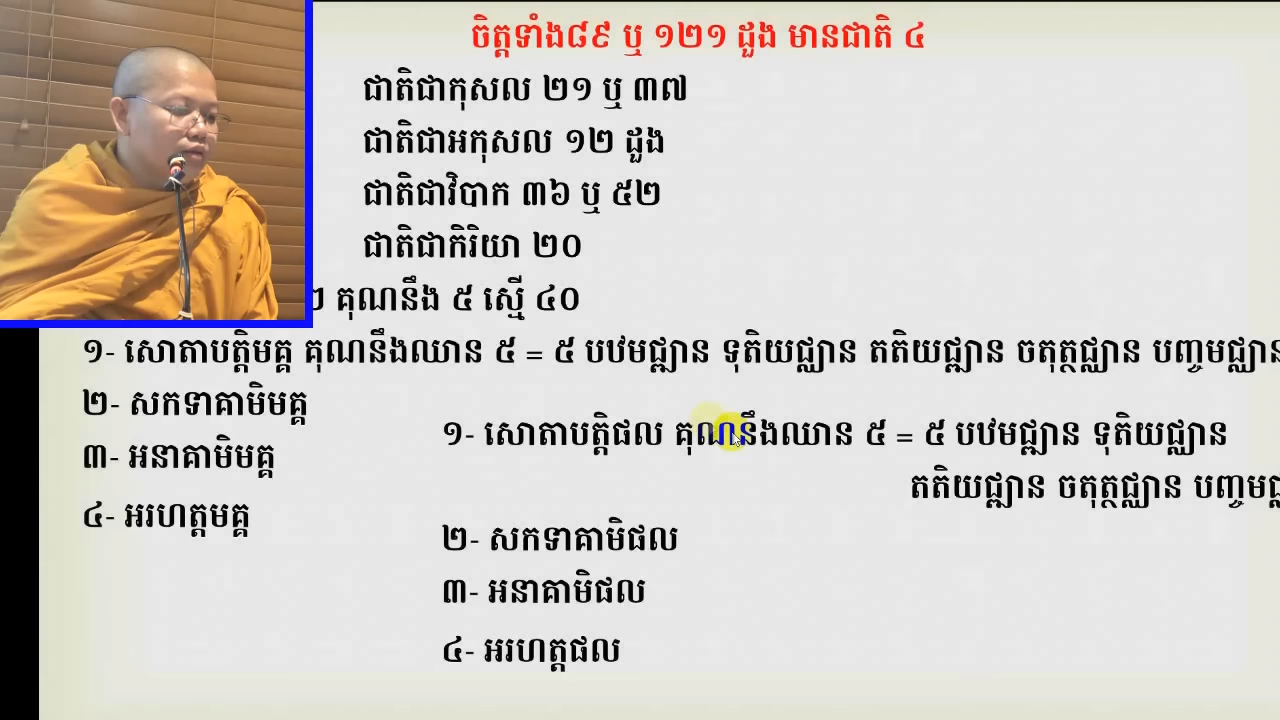 ចិត្តទាំង៨៩ ឬ ១២១ ដួង មានជាតិ ៤
ជាតិជាកុសល ២១ ឬ ៣៧
ជាតិជាអកុសល ១២ ដួង
ជាតិជាវិបាក ៣៦ ឬ ៥២
ជាតិជាកិរិយា ២០
គុណនឹង ៥ ស្មើ ៤០
១- សោតាបត្តិមគ្គ គុណនឹងឈាន ៥ = ៥ បឋមជ្ឈាន ទុតិយជ្ឈាន តតិយជ្ឈាន ចតុត្ថជ្ឈាន បញ្ចមជ្ឈាន
២- សកទាគាមិមគ្គ
៣- អនាគាមិមគ្គ
៤- អរហត្តមគ្គ
១- សោតាបត្តិផល គុណនឹងឈាន ៥ = ៥ បឋមជ្ឈាន ទុតិយជ្ឈាន
តតិយជ្ឈាន ចតុត្ថជ្ឈាន
២- សកទាគាមិផល
៣- អនាគាមិផល
៤- អរហត្តផល